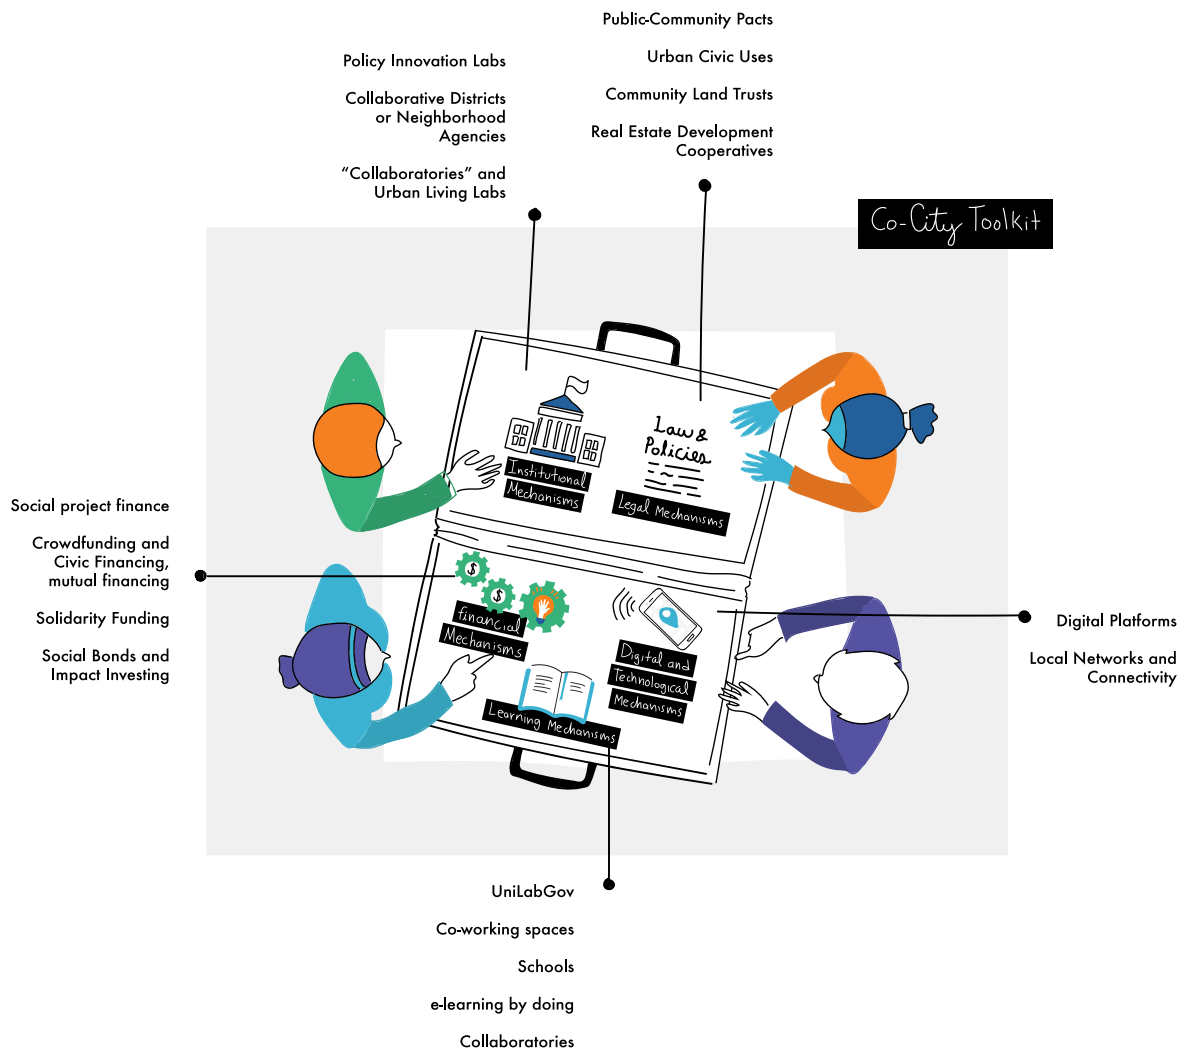 Public-Community Pacts
Urban Civic Uses
Community Land Trusts
Real Estate Development
Cooperatives
Policy Innovation Labs
Collaborative Districts
or Neighborhood
Agencies
“Collaboratories” and
Urban Living Labs
Co-City Toolkit
Law &
Policies
Institutional
Mechanisms
Legal Mechanisms
Social project finance
Crowdfunding and
Civic Financing,
mutual financing
Solidarity Funding
Social Bonds and
Impact Investing
$
$
financial
Mechanisms
Digital and
Technological
Mechanisms
Learning Mechanisms
Digital Platforms
Local Networks and
Connectivity
UniLabGov
Co-working spaces
Schools
e-learning by doing
Collaboratories